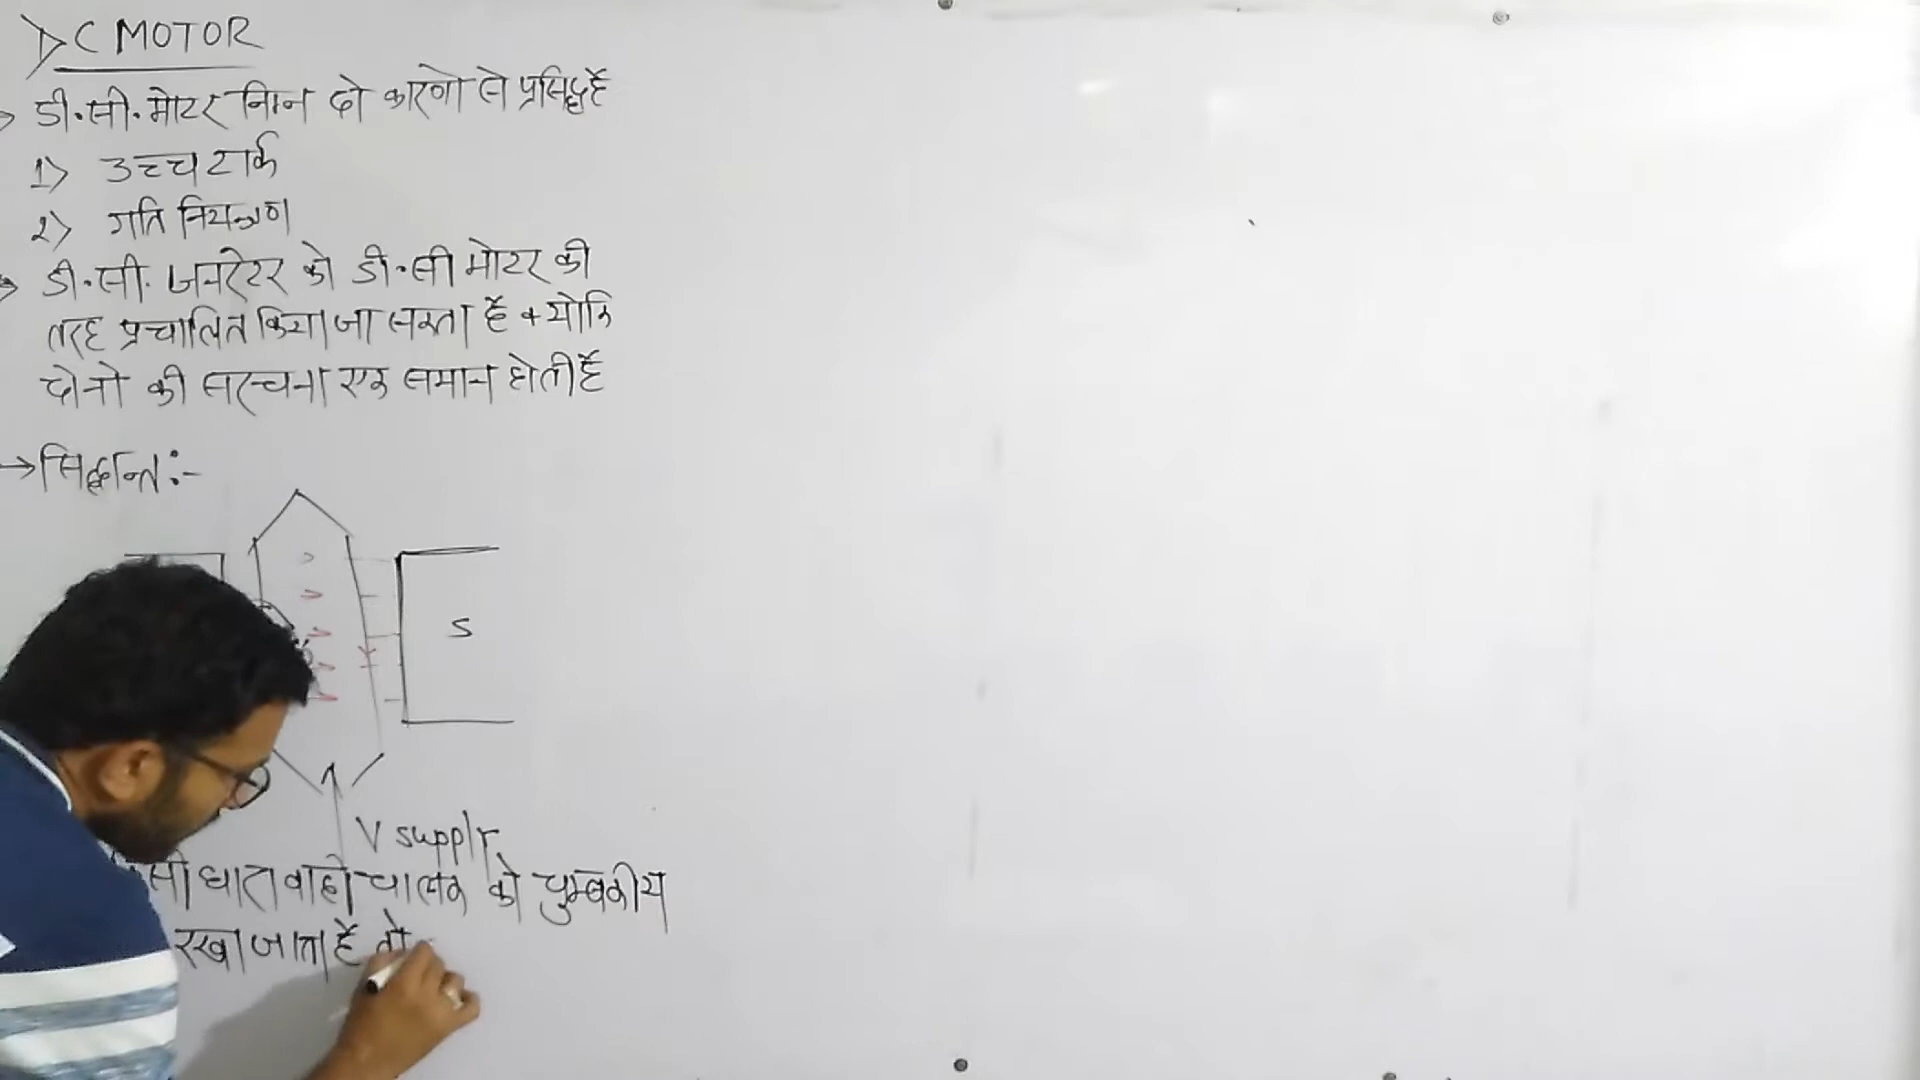 DC MOTOR
→ डी.सी. मोटर निम्न दो कारणो से प्रसिद्ध है
1> उच्च टार्क
2> गति नियन्त्रण
→ डी.सी. जनरेटर को डी.सी मोटर की
तरह प्रचालित किया जा सकता है क्योकि
दोनो की सरचना एक समान होती है
→ सिद्धान्त :-
S
V supply
धारा वाही चालक को चुम्बकीय
रखा जाता है तो